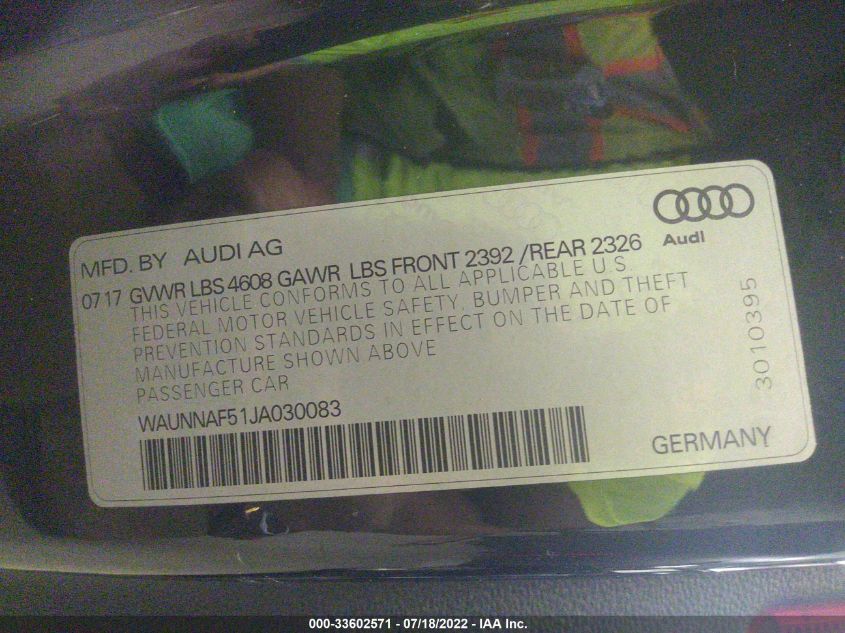 Audi
MFD. BY AUDI AG
07 17 GVWR LBS 4608 GAWR LBS FRONT 2392 /REAR 2326
THIS VEHICLE CONFORMS TO ALL APPLICABLE U.S.
FEDERAL MOTOR VEHICLE SAFETY, BUMPER AND THEFT
PREVENTION STANDARDS IN EFFECT ON THE DATE OF
MANUFACTURE SHOWN ABOVE
PASSENGER CAR
3010395
WAUNNAF51JA030083
GERMANY
000-33602571 - 07/18/2022 - IAA Inc.